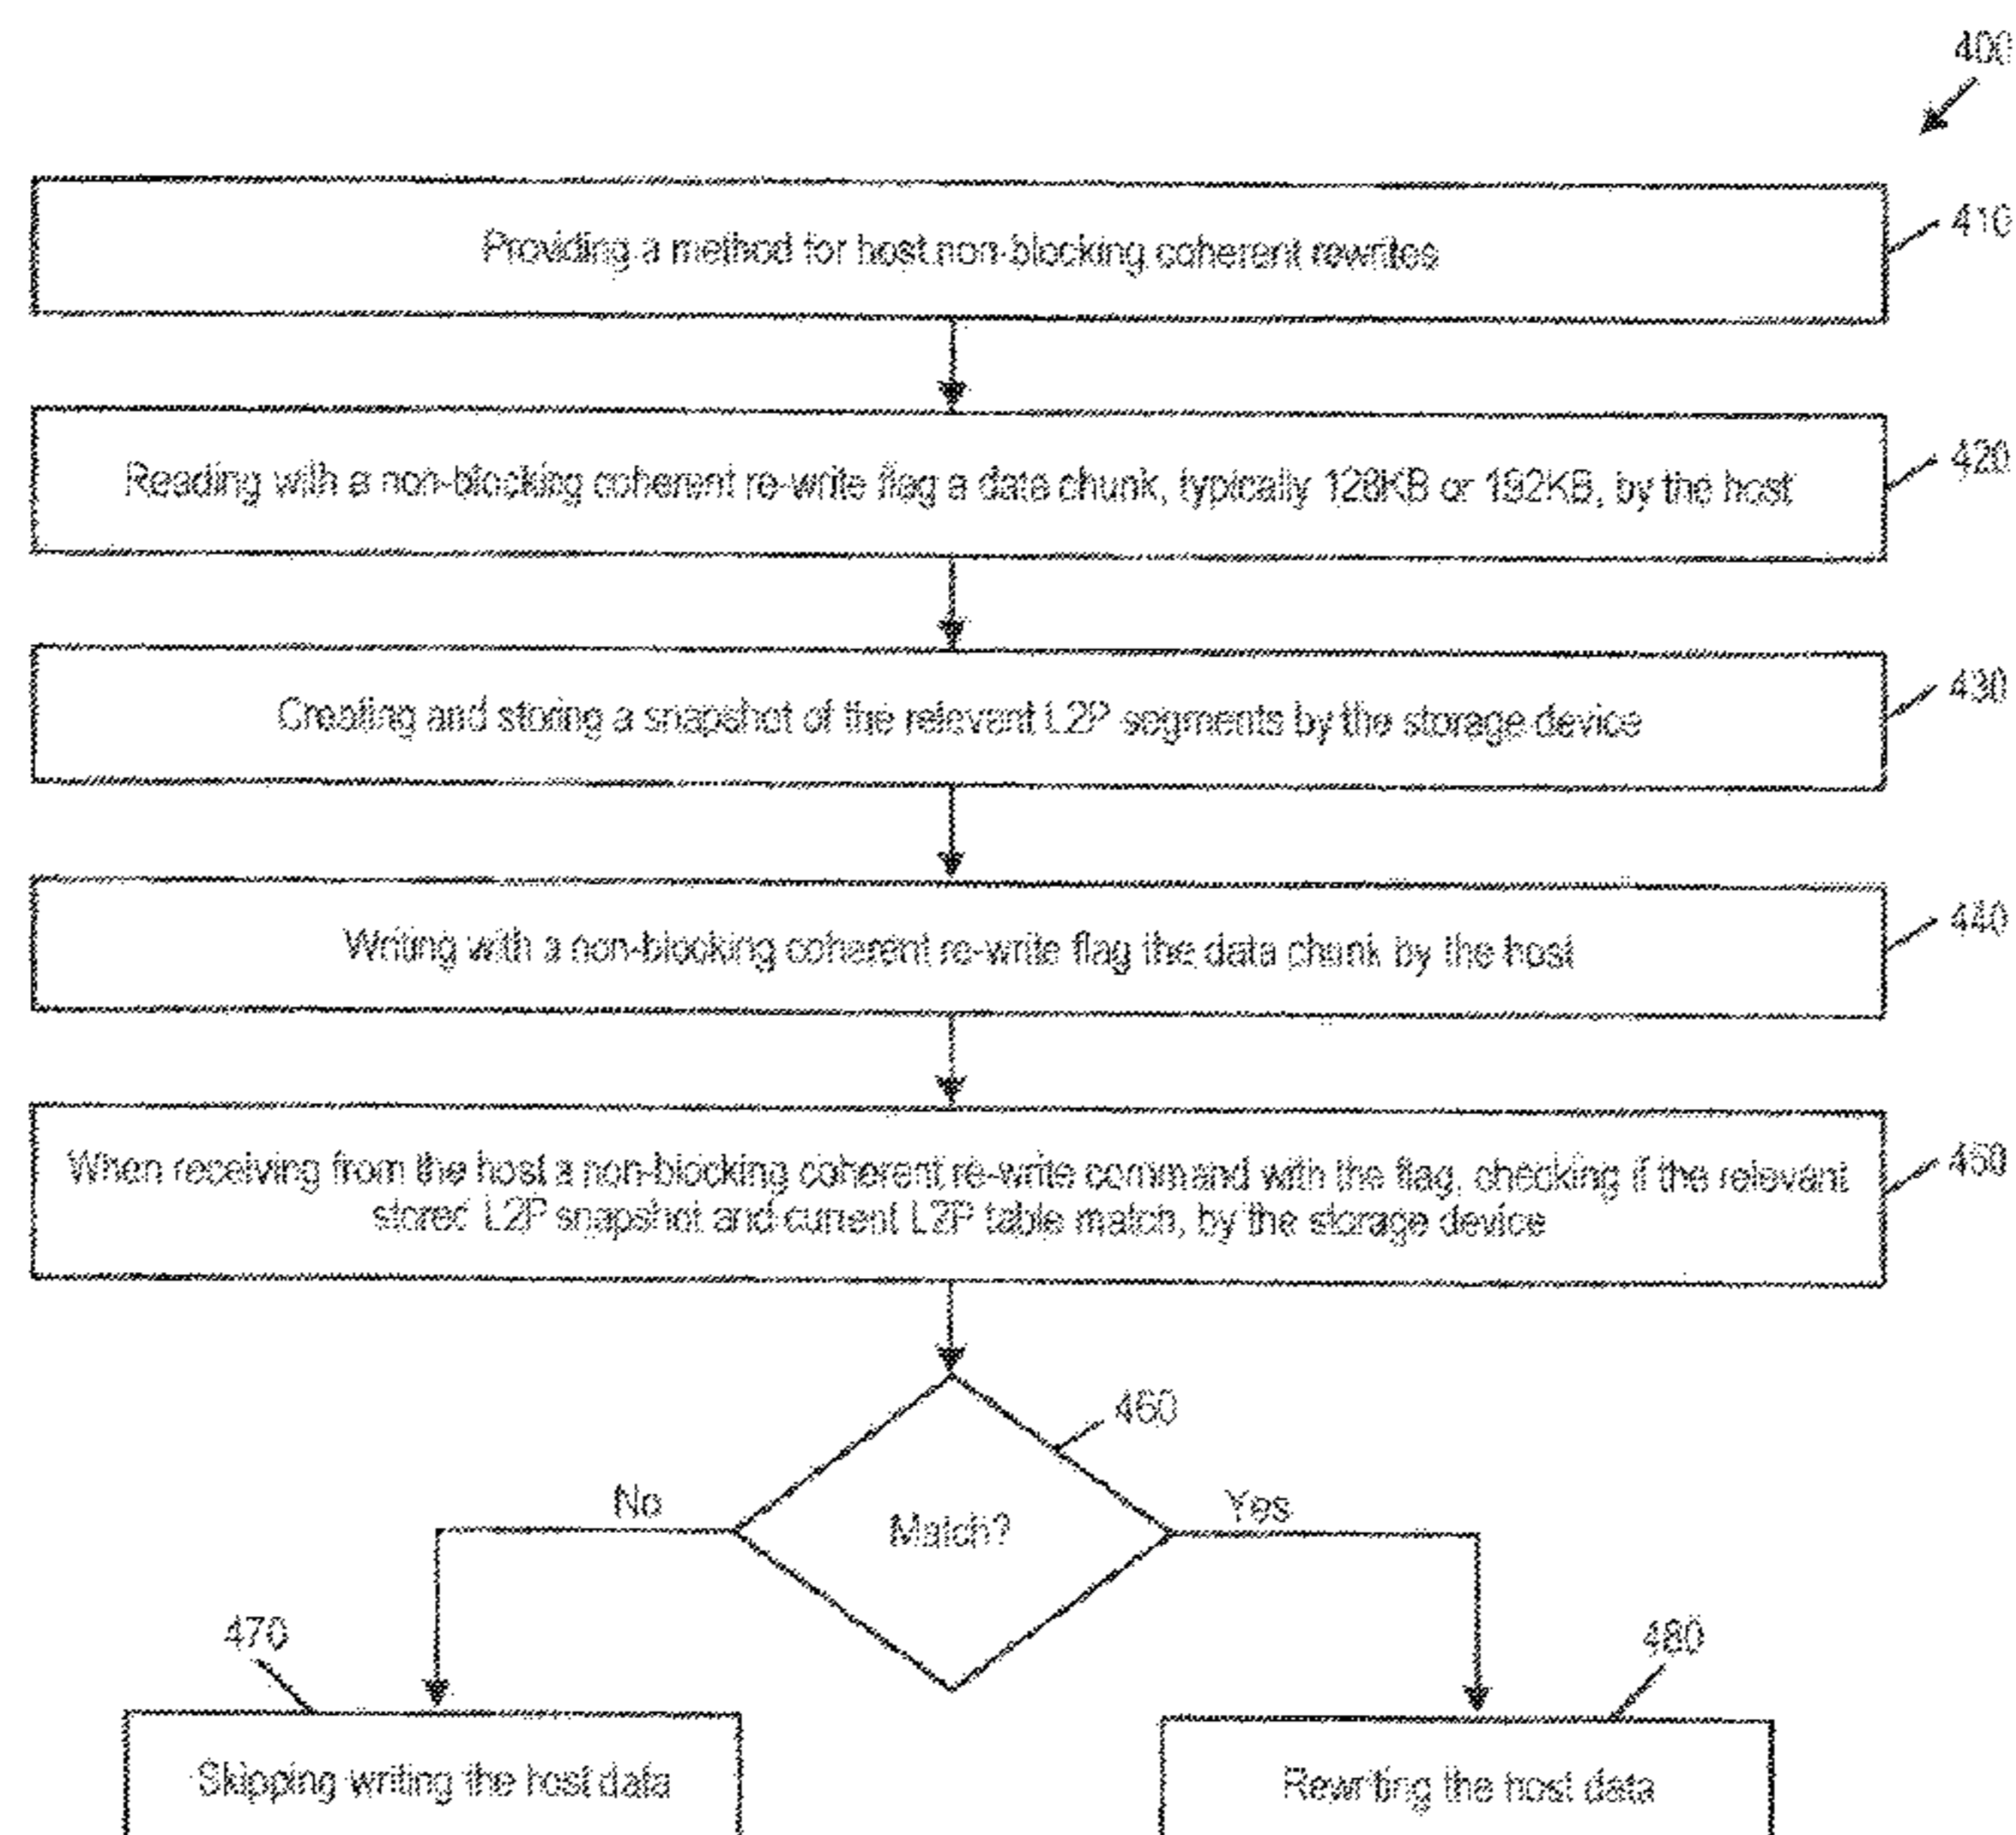 400
Providing a method for host non-blocking coherent rewrites
410
Reading with a non-blocking coherent re-write flag a data chunk, typically 128KB or 192KB, by the host
420
Creating and storing a snapshot of the relevant L2P segments by the storage device
430
Writing with a non-blocking coherent re-write flag the data chunk by the host
440
When receiving from the host a non-blocking coherent re-write command with the flag, checking if the relevant
stored L2P snapshot and current L2P table match, by the storage device
450
460
Match?
No
Yes
470
480
Skipping writing the host data
Rewriting the host data